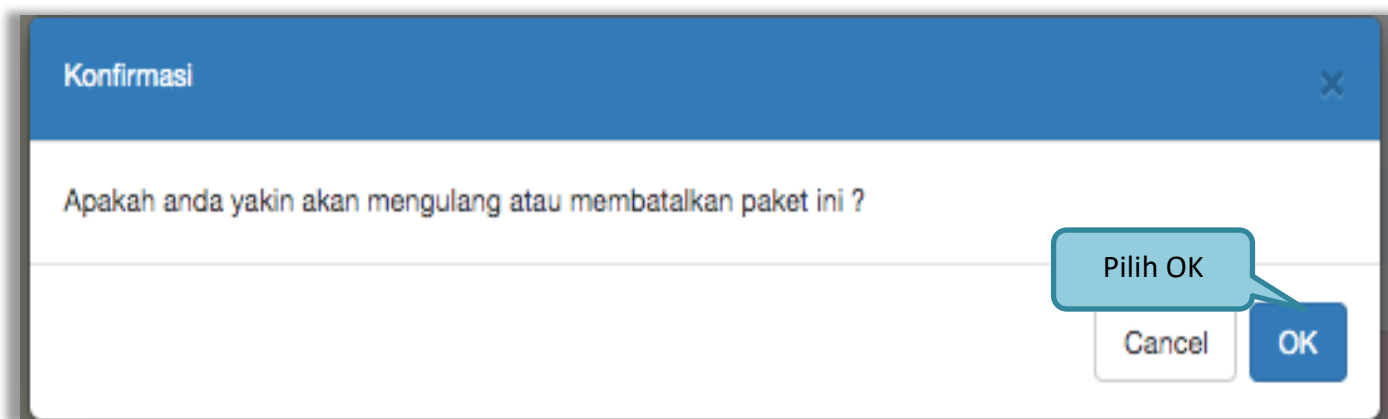 Konfirmasi
×
Apakah anda yakin akan mengulang atau membatalkan paket ini ?
Pilih OK
Cancel
OK